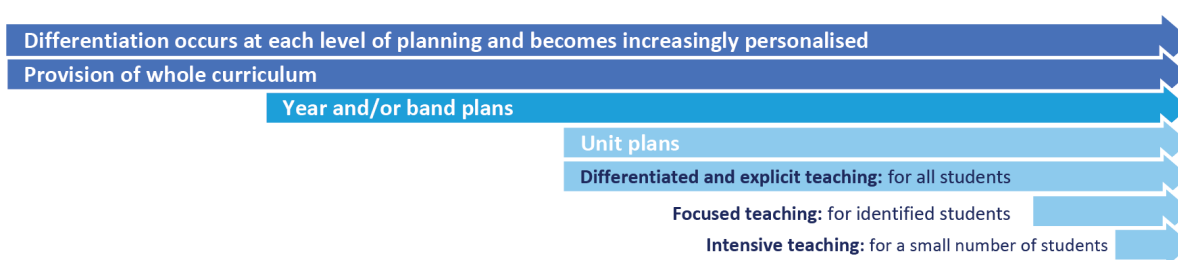 Differentiation occurs at each level of planning and becomes increasingly personalised
Provision of whole curriculum
Year and/or band plans
Unit plans
Differentiated and explicit teaching: for all students
Focused teaching: for identified students
Intensive teaching: for a small number of students